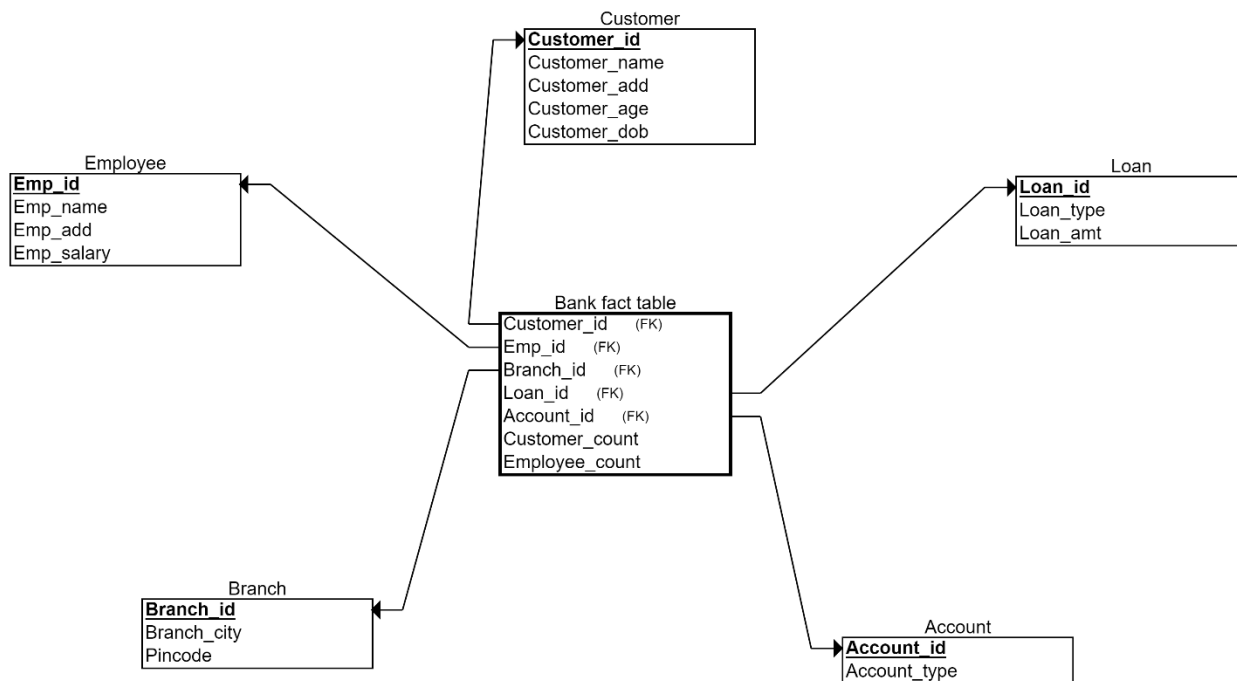 Customer
Customer_id
Customer_name
Customer_add
Customer_age
Customer_dob
Employee
Emp_id
Emp_name
Emp_add
Emp_salary
Loan
Loan_id
Loan_type
Loan_amt
Bank fact table
Customer_id (FK)
Emp_id (FK)
Branch_id (FK)
Loan_id (FK)
Account_id (FK)
Customer_count
Employee_count
Branch
Branch_id
Branch_city
Pincode
Account
Account_id
Account_type